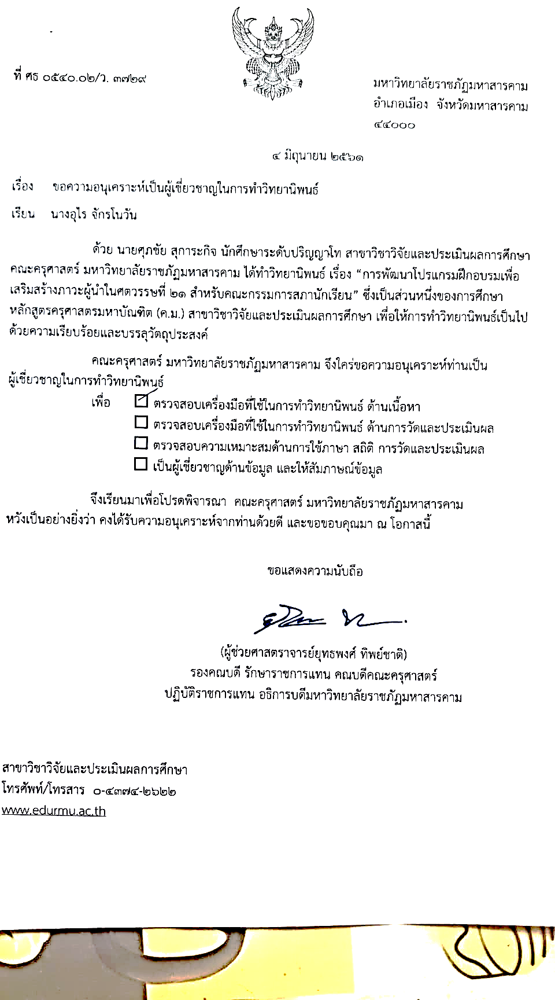 ที่ ศธ ๐๕๔๐.๐๒/ว. ๓๗๒๙
มหาวิทยาลัยราชภัฏมหาสารคาม
อำเภอเมือง จังหวัดมหาสารคาม
๔๔๐๐๐
๔ มิถุนายน ๒๕๖๑
เรื่อง ขอความอนุเคราะห์เป็นผู้เชี่ยวชาญในการทำวิทยานิพนธ์
เรียน นางอุไร จักรโนวัน
ด้วย นายศุภชัย สุการะกิจ นักศึกษาระดับปริญญาโท สาขาวิชาวิจัยและประเมินผลการศึกษา
คณะครุศาสตร์ มหาวิทยาลัยราชภัฏมหาสารคาม ได้ทำวิทยานิพนธ์ เรื่อง “การพัฒนาโปรแกรมฝึกอบรมเพื่อ
เสริมสร้างภาวะผู้นำในศตวรรษที่ ๒๑ สำหรับคณะกรรมการสภานักเรียน” ซึ่งเป็นส่วนหนึ่งของการศึกษา
หลักสูตรครุศาสตรมหาบัณฑิต (ค.ม.) สาขาวิชาวิจัยและประเมินผลการศึกษา เพื่อให้การทำวิทยานิพนธ์เป็นไป
ด้วยความเรียบร้อยและบรรลุวัตถุประสงค์
คณะครุศาสตร์ มหาวิทยาลัยราชภัฏมหาสารคาม จึงใคร่ขอความอนุเคราะห์ท่านเป็น
ผู้เชี่ยวชาญในการทำวิทยานิพนธ์
เพื่อ ตรวจสอบเครื่องมือที่ใช้ในการทำวิทยานิพนธ์ ด้านเนื้อหา
ตรวจสอบเครื่องมือที่ใช้ในการทำวิทยานิพนธ์ ด้านการวัดและประเมินผล
ตรวจสอบความเหมาะสมด้านการใช้ภาษา สถิติ การวัดและประเมินผล
เป็นผู้เชี่ยวชาญด้านข้อมูล และให้สัมภาษณ์ข้อมูล
จึงเรียนมาเพื่อโปรดพิจารณา คณะครุศาสตร์ มหาวิทยาลัยราชภัฏมหาสารคาม
หวังเป็นอย่างยิ่งว่า คงได้รับความอนุเคราะห์จากท่านด้วยดี และขอขอบคุณมา ณ โอกาสนี้
ขอแสดงความนับถือ
(ผู้ช่วยศาสตราจารย์ยุทธพงศ์ ทิพย์ชาติ)
รองคณบดี รักษาราชการแทน คณบดีคณะครุศาสตร์
ปฏิบัติราชการแทน อธิการบดีมหาวิทยาลัยราชภัฏมหาสารคาม
สาขาวิชาวิจัยและประเมินผลการศึกษา
โทรศัพท์/โทรสาร ๐-๔๓๗๔-๒๖๒๒
www.edurmu.ac.th